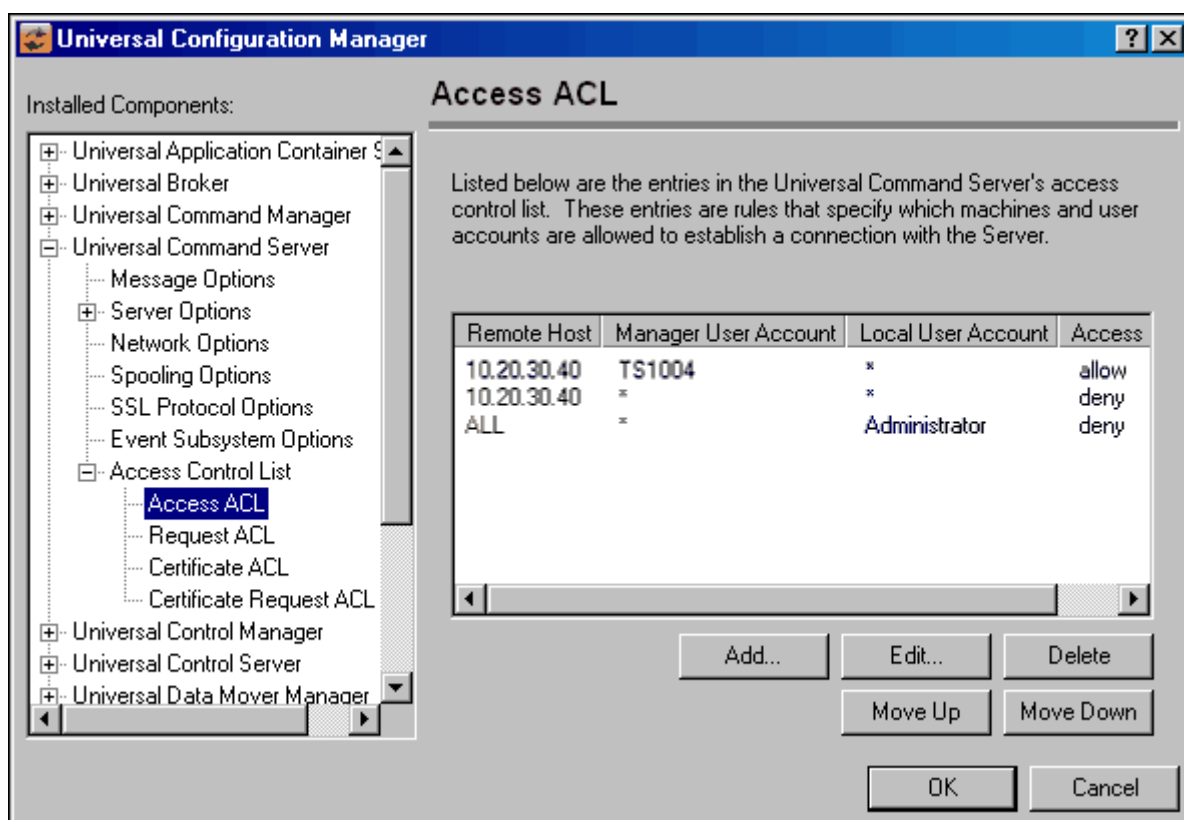 Universal Configuration Manager
Installed Components:
Universal Application Container S
Universal Broker
Universal Command Manager
Universal Command Server
Message Options
Server Options
Network Options
Spooling Options
SSL Protocol Options
Event Subsystem Options
Access Control List
Access ACL
Request ACL
Certificate ACL
Certificate Request ACL
Universal Control Manager
Universal Control Server
Universal Data Mover Manager
Access ACL
Listed below are the entries in the Universal Command Server's access
control list. These entries are rules that specify which machines and user
accounts are allowed to establish a connection with the Server.
Remote Host Manager User Account Local User Account Access
10.20.30.40 TS1004 * allow
10.20.30.40 * * deny
ALL * Administrator deny
Add... Edit... Delete
Move Up Move Down
OK Cancel